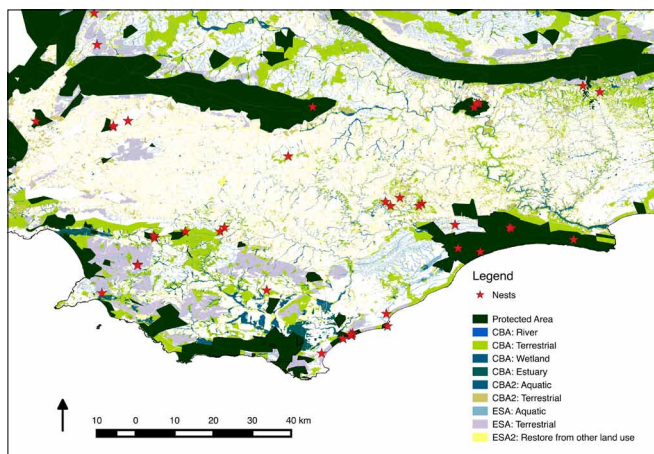 Legend
Nests
Protected Area
CBA: River
CBA: Terrestrial
CBA: Wetland
CBA: Estuary
CBA2: Aquatic
CBA2: Terrestrial
ESA: Aquatic
ESA: Terrestrial
ESA2: Restore from other land use
10 0 10 20 30 40 km